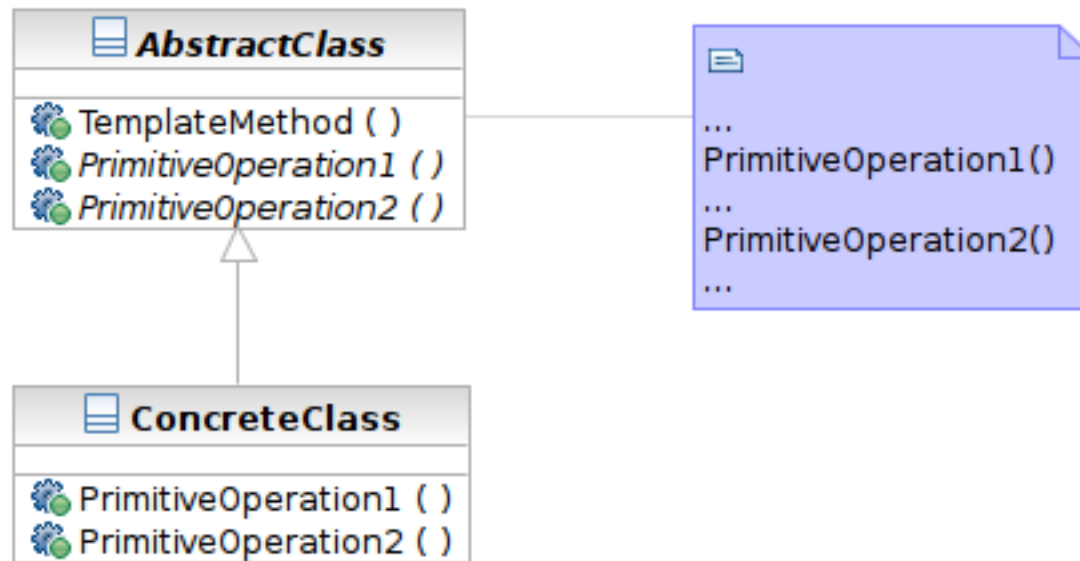 AbstractClass
TemplateMethod ( )
PrimitiveOperation1 ( )
PrimitiveOperation2 ( )
...
PrimitiveOperation1()
...
PrimitiveOperation2()
...
ConcreteClass
PrimitiveOperation1 ( )
PrimitiveOperation2 ( )